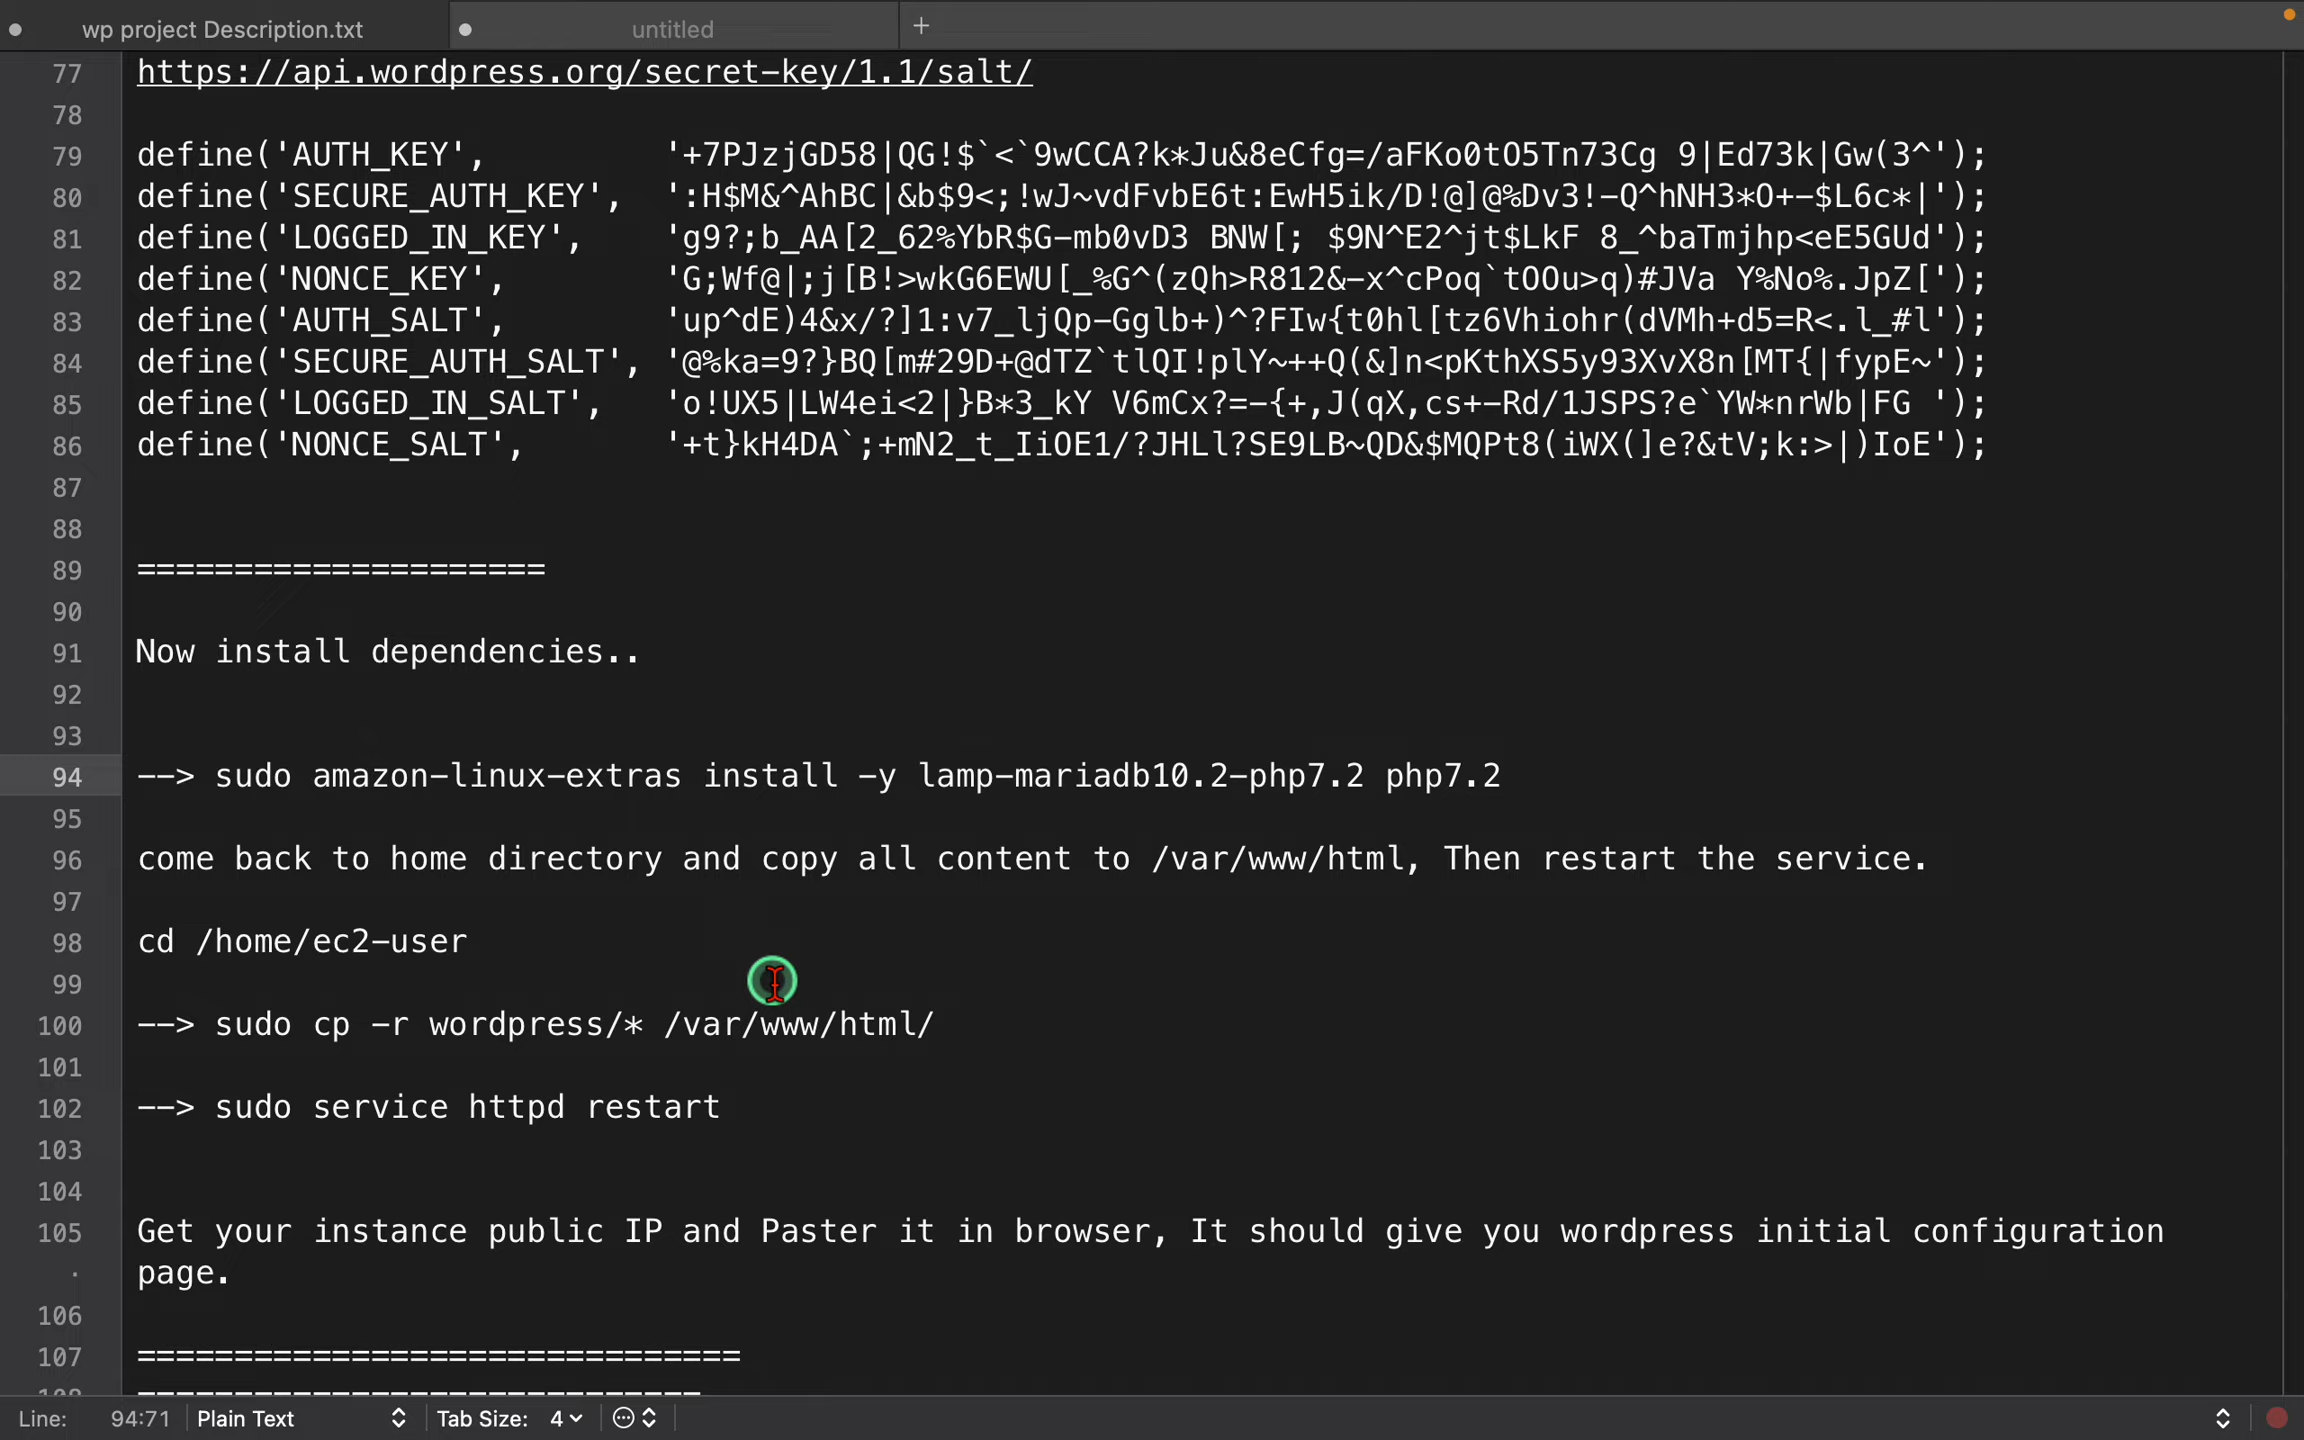 wp project Description.txt
untitled
+
77 https://api.wordpress.org/secret-key/1.1/salt/
78
79 define('AUTH_KEY',         '+7PJzjGD58|QG!$`<`9wCCA?k*Ju&8eCfg=/aFKo0tO5Tn73Cg 9|Ed73k|Gw(3^');
80 define('SECURE_AUTH_KEY',  ':H$M&^AhBC|&b$9<;!wJ~vdFvbE6t:EwH5ik/D!@]@%Dv3!-Q^hNH3*O+-$L6c*|');
81 define('LOGGED_IN_KEY',    'g9?;b_AA[2_62%YbR$G-mb0vD3 BNW[; $9N^E2^jt$LkF 8_^baTmjhp<eE5GUd');
82 define('NONCE_KEY',        'G;Wf@|;j[B!>wkG6EWU[_%G^(zQh>R812&-x^cPoq`tOOu>q)#JVa Y%No%.JpZ[');
83 define('AUTH_SALT',        'up^dE)4&x/?]1:v7_ljQp-Gglb+)^?FIw{t0hl[tz6Vhiohr(dVMh+d5=R<.l_#l');
84 define('SECURE_AUTH_SALT', '@%ka=9?}BQ[m#29D+@dTZ`tlQI!plY~++Q(&]n<pKthXS5y93XvX8n[MT{|fypE~');
85 define('LOGGED_IN_SALT',   'o!UX5|LW4ei<2|}B*3_kY V6mCx?=-{+,J(qX,cs+-Rd/1JSPS?e`YW*nrWb|FG ');
86 define('NONCE_SALT',       '+t}kH4DA`;+mN2_t_IiOE1/?JHLl?SE9LB~QD&$MQPt8(iWX(]e?&tV;k:>|)IoE');
87
88
89 =====================
90
91 Now install dependencies..
92
93
94 --> sudo amazon-linux-extras install -y lamp-mariadb10.2-php7.2 php7.2
95
96 come back to home directory and copy all content to /var/www/html, Then restart the service.
97
98 cd /home/ec2-user
99
100 --> sudo cp -r wordpress/* /var/www/html/
101
102 --> sudo service httpd restart
103
104
105 Get your instance public IP and Paster it in browser, It should give you wordpress initial configuration
. page.
106
107 ===============================
108 =============================
Line: 94:71 Plain Text Tab Size: 4